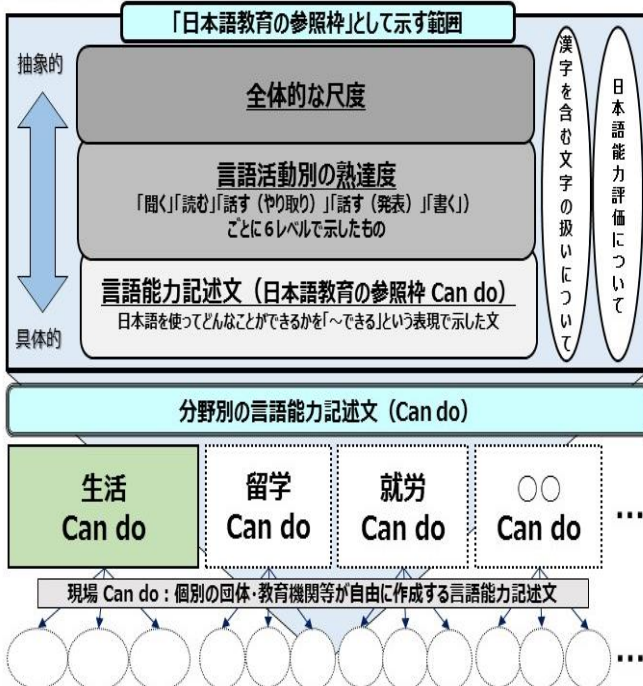 「日本語教育の参照枠」として示す範囲
抽象的
全体的な尺度
言語活動別の熟達度
「聞く」「読む」「話す（やり取り）」「話す（発表）」「書く」）
ごとに６レベルで示したもの
言語能力記述文（日本語教育の参照枠 Can do）
日本語を使ってどんなことができるかを「～できる」という表現で示した文
具体的
漢字を含む文字の扱いについて
日本語能力評価について
分野別の言語能力記述文（Can do）
生活
Can do
留学
Can do
就労
Can do
○○
Can do
…
現場 Can do：個別の団体・教育機関等が自由に作成する言語能力記述文
…